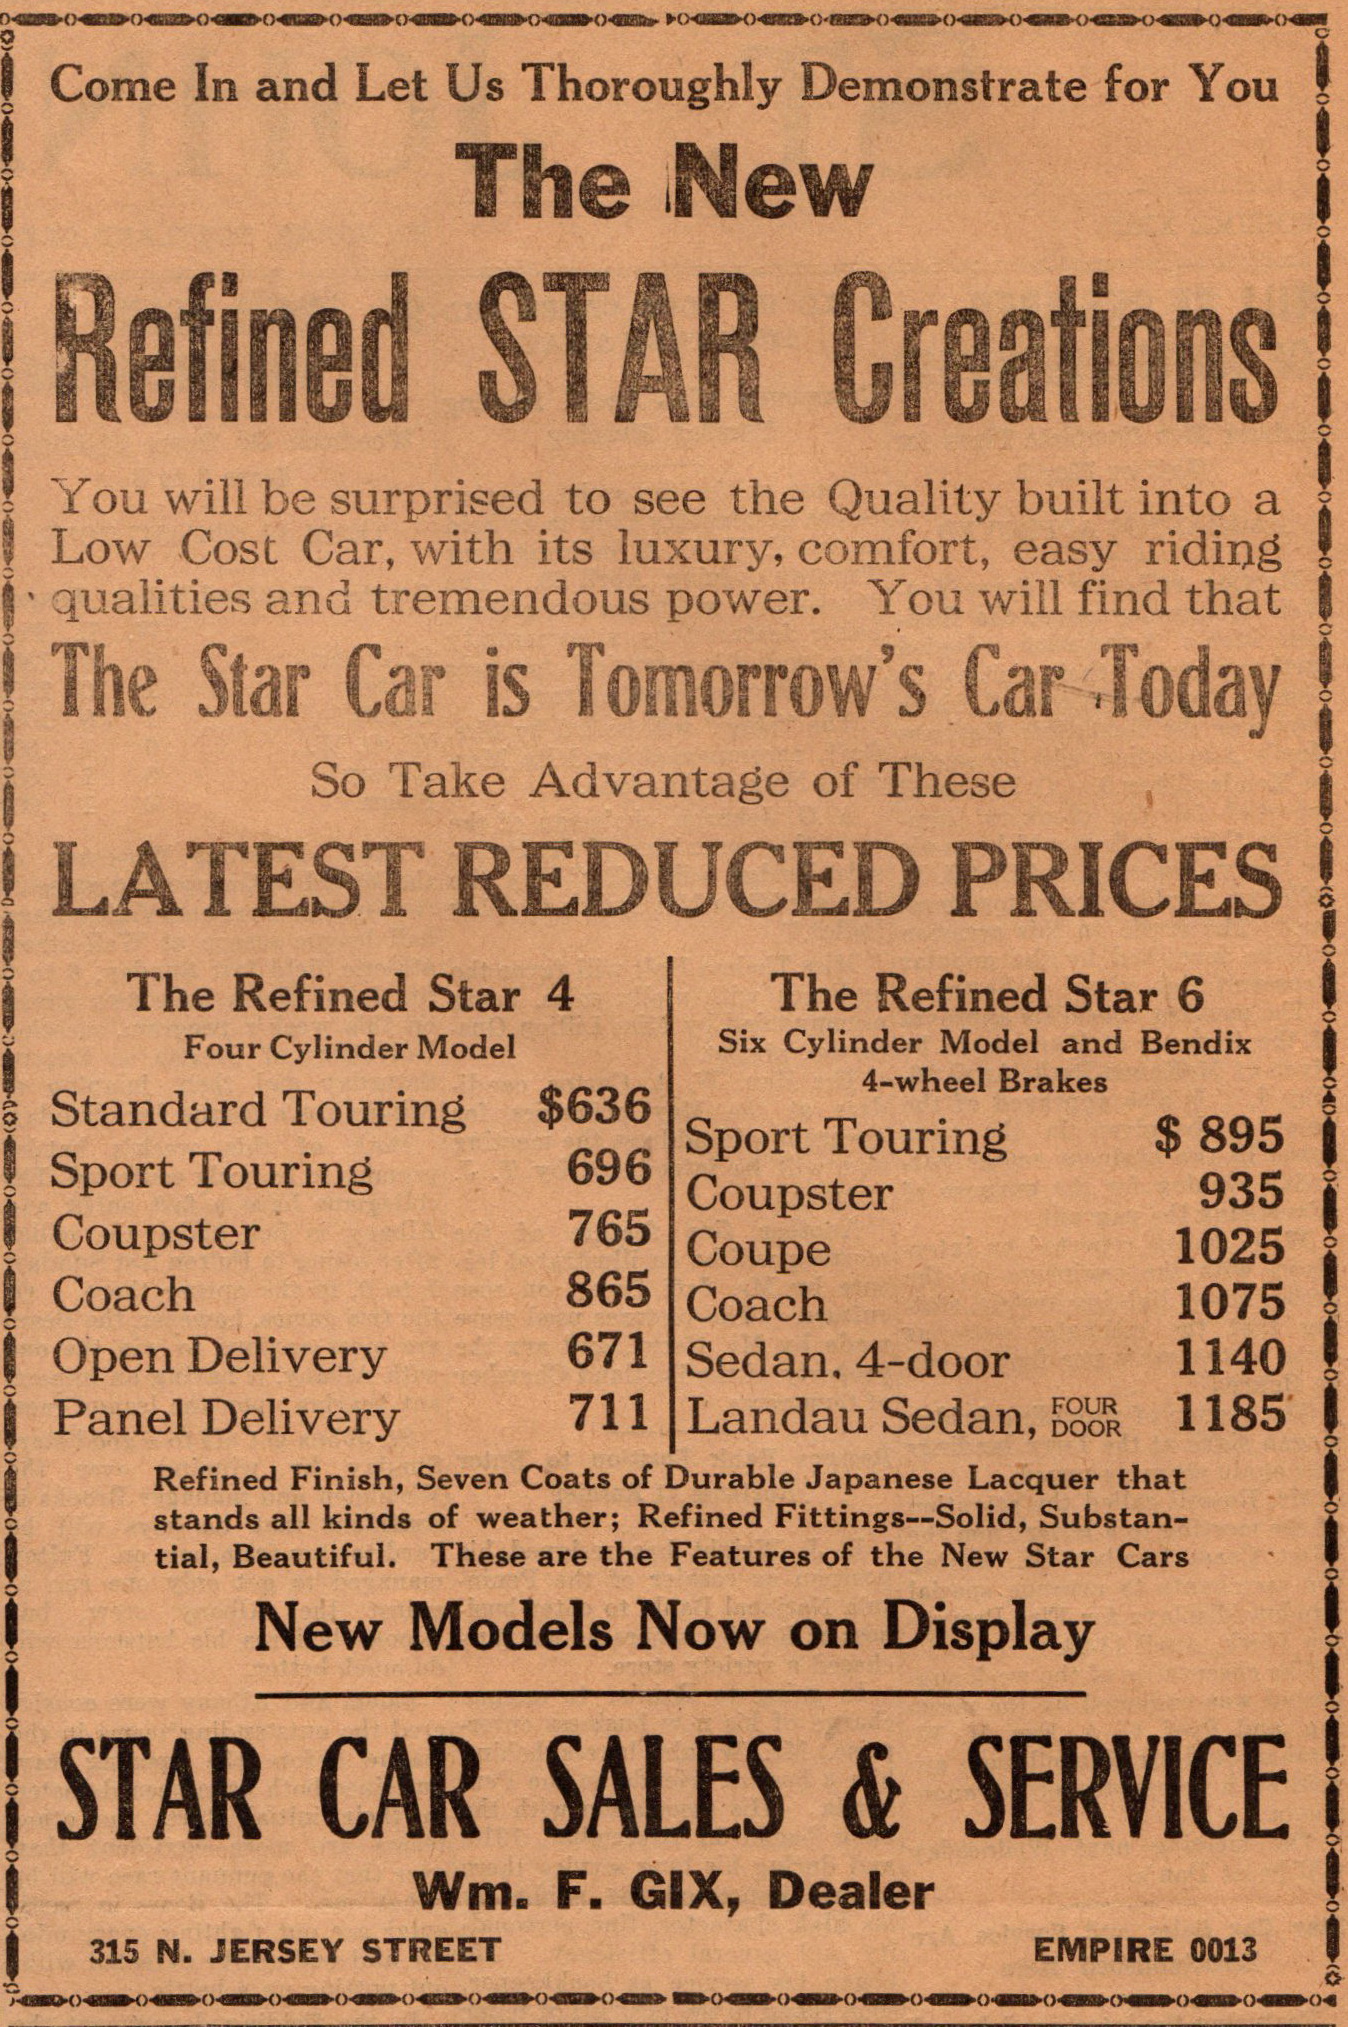 Come In and Let Us Thoroughly Demonstrate for You
The New
Refined STAR Creations
You will be surprised to see the Quality built into a
Low Cost Car, with its luxury, comfort, easy riding
qualities and tremendous power. You will find that
The Star Car is Tomorrow's Car Today
So Take Advantage of These
LATEST REDUCED PRICES
The Refined Star 4
Four Cylinder Model
Standard Touring $636
Sport Touring 696
Coupster 765
Coach 865
Open Delivery 671
Panel Delivery 711
The Refined Star 6
Six Cylinder Model and Bendix
4-wheel Brakes
Sport Touring $ 895
Coupster 935
Coupe 1025
Coach 1075
Sedan, 4-door 1140
Landau Sedan, FOUR DOOR 1185
Refined Finish, Seven Coats of Durable Japanese Lacquer that
stands all kinds of weather; Refined Fittings--Solid, Substan-
tial, Beautiful. These are the Features of the New Star Cars
New Models Now on Display
STAR CAR SALES & SERVICE
Wm. F. GIX, Dealer
315 N. JERSEY STREET EMPIRE 0013